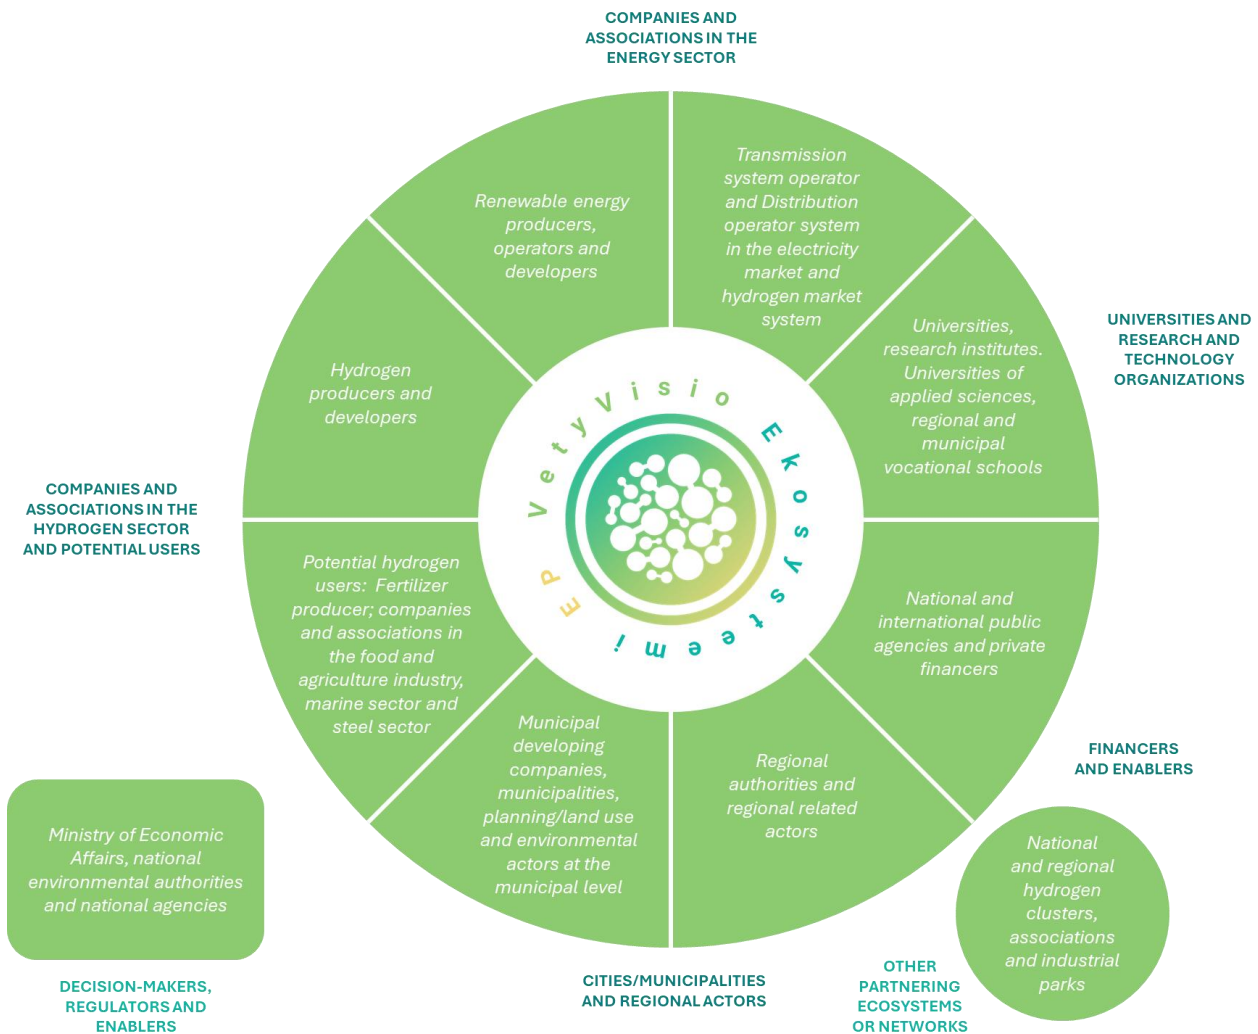 COMPANIES AND
ASSOCIATIONS IN THE
ENERGY SECTOR
Transmission
system operator
and Distribution
operator system
in the electricity
market and
hydrogen market
system
Renewable energy
producers,
operators and
developers
UNIVERSITIES AND
RESEARCH AND
TECHNOLOGY
ORGANIZATIONS
Universities,
research institutes.
Universities of
applied sciences,
regional and
municipal
vocational schools
Hydrogen
producers and
developers
EP VetyVisio Ekosysteemi
COMPANIES AND
ASSOCIATIONS IN THE
HYDROGEN SECTOR
AND POTENTIAL USERS
Potential hydrogen
users:  Fertilizer
producer; companies
and associations in
the food and
agriculture industry,
marine sector and
steel sector
National and
international public
agencies and private
financers
Municipal
developing
companies,
municipalities,
planning/land use
and environmental
actors at the
municipal level
Regional
authorities and
regional related
actors
FINANCERS
AND ENABLERS
Ministry of Economic
Affairs, national
environmental authorities
and national agencies
National
and regional
hydrogen
clusters,
associations
and industrial
parks
DECISION-MAKERS,
REGULATORS AND
ENABLERS
CITIES/MUNICIPALITIES
AND REGIONAL ACTORS
OTHER
PARTNERING
ECOSYSTEMS
OR NETWORKS